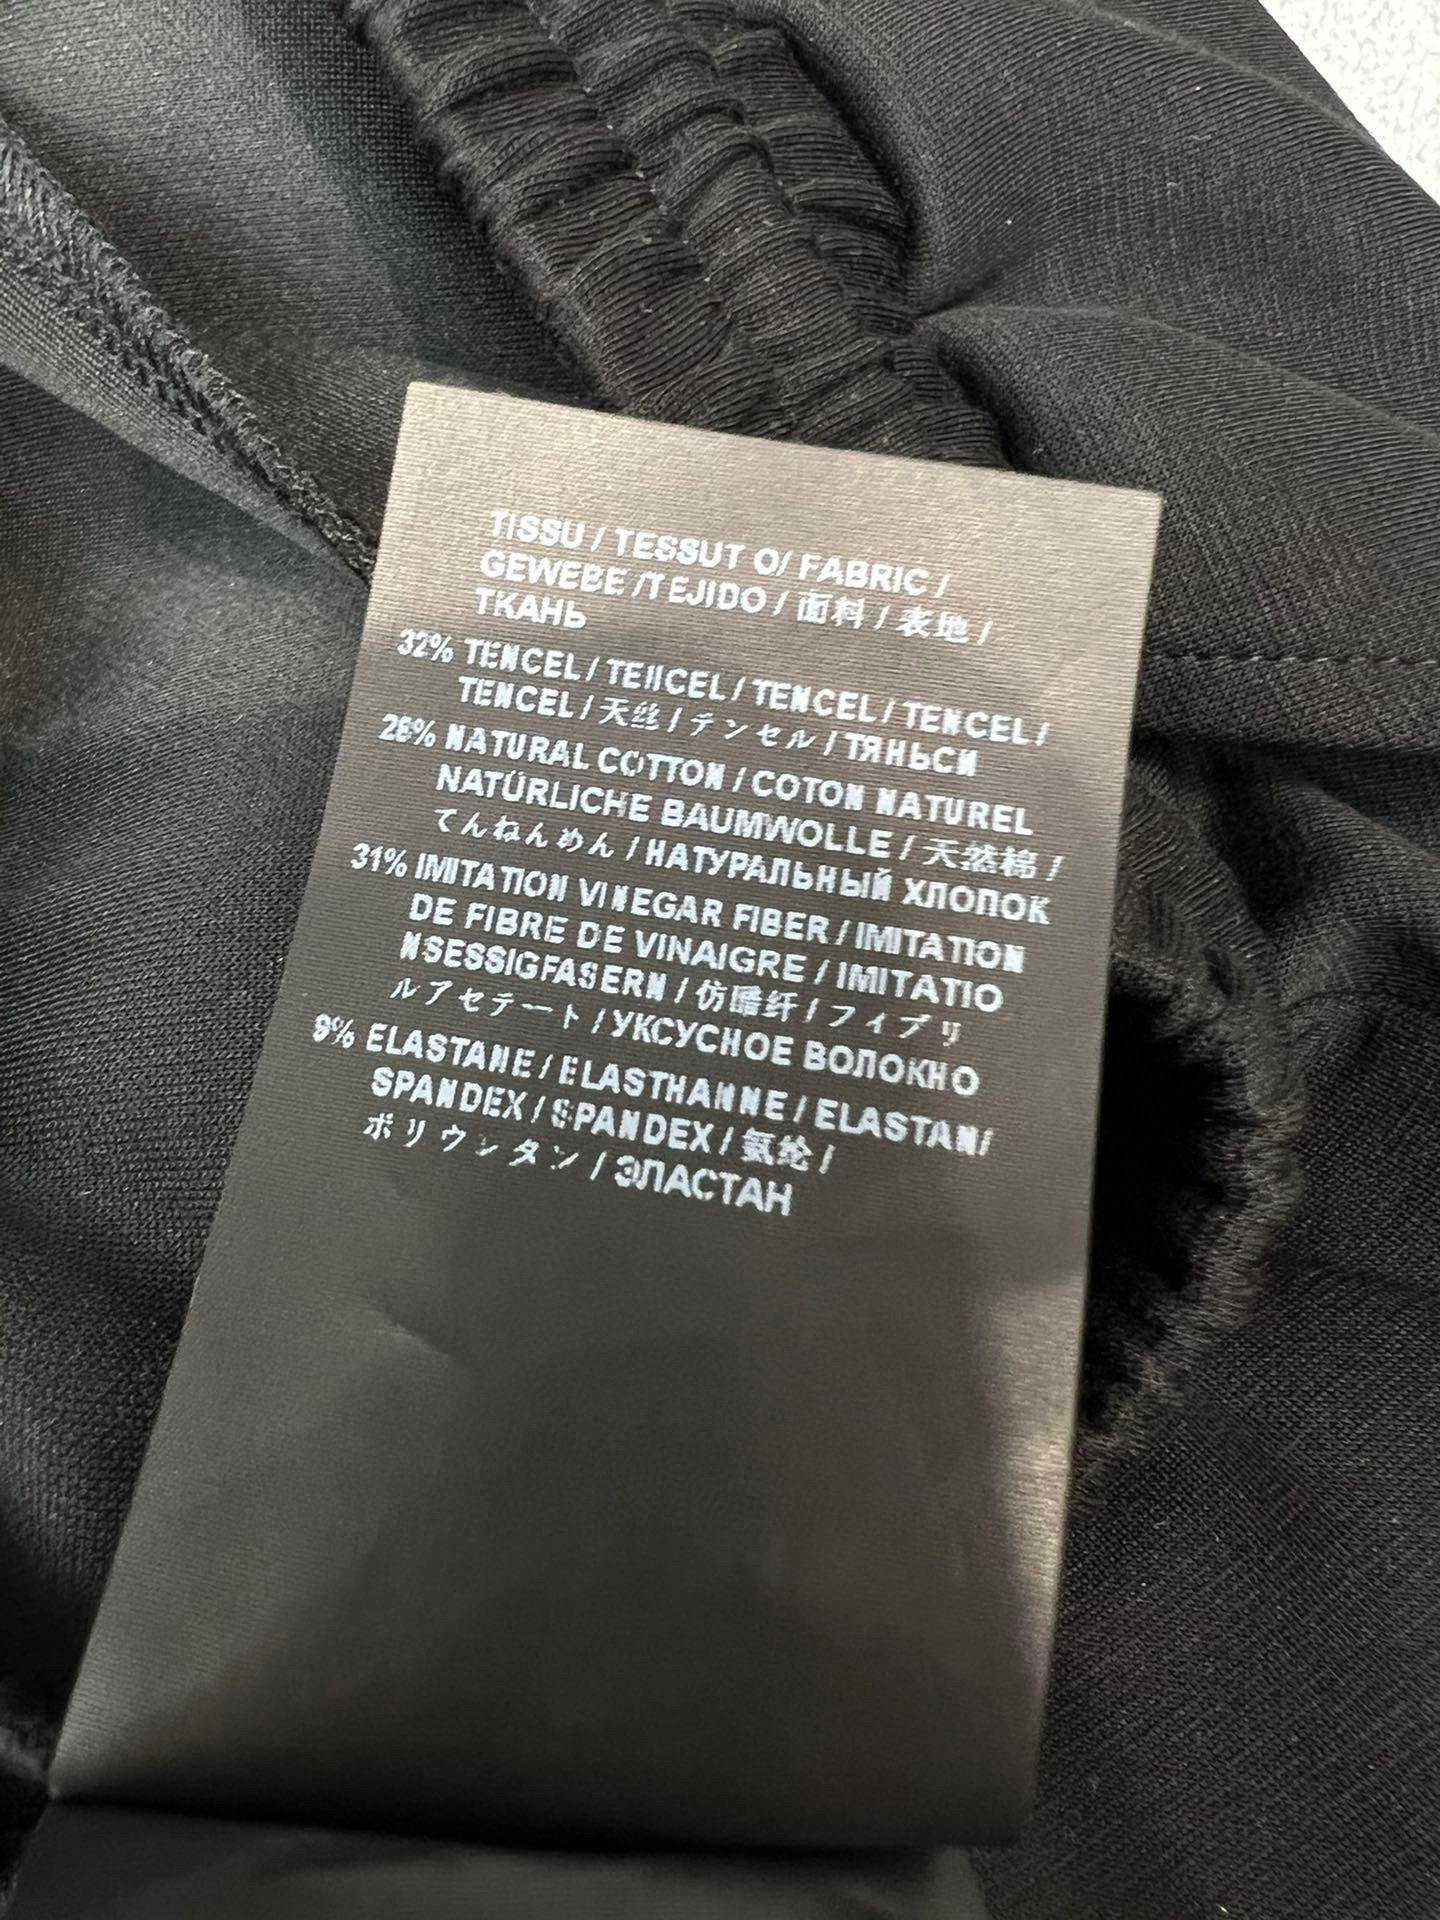 TISSU / TESSUT O/ FABRIC /
GEWEBE /TEJIDO / 面料 / 表地 /
ТКАНЬ
32% TENCEL / TENCEL / TENCEL / TENCEL /
TENCEL / 天丝 / テンセル / ТЯНЬСИ
28% NATURAL COTTON / COTON NATUREL
NATÜRLICHE BAUMWOLLE / 天然棉 /
てんねんめん / НАТУРАЛЬНЫЙ ХЛОПОК
31% IMITATION VINEGAR FIBER / IMITATION
DE FIBRE DE VINAIGRE / IMITATIO
NSESSIGFASERN / 仿醋纤 / フィブリ
ルアセテート / УКСУСНОЕ ВОЛОКНО
9% ELASTANE / ELASTHANNE / ELASTAN/
SPANDEX / SPANDEX / 氨纶 /
ポリウレタン / ЭЛАСТАН